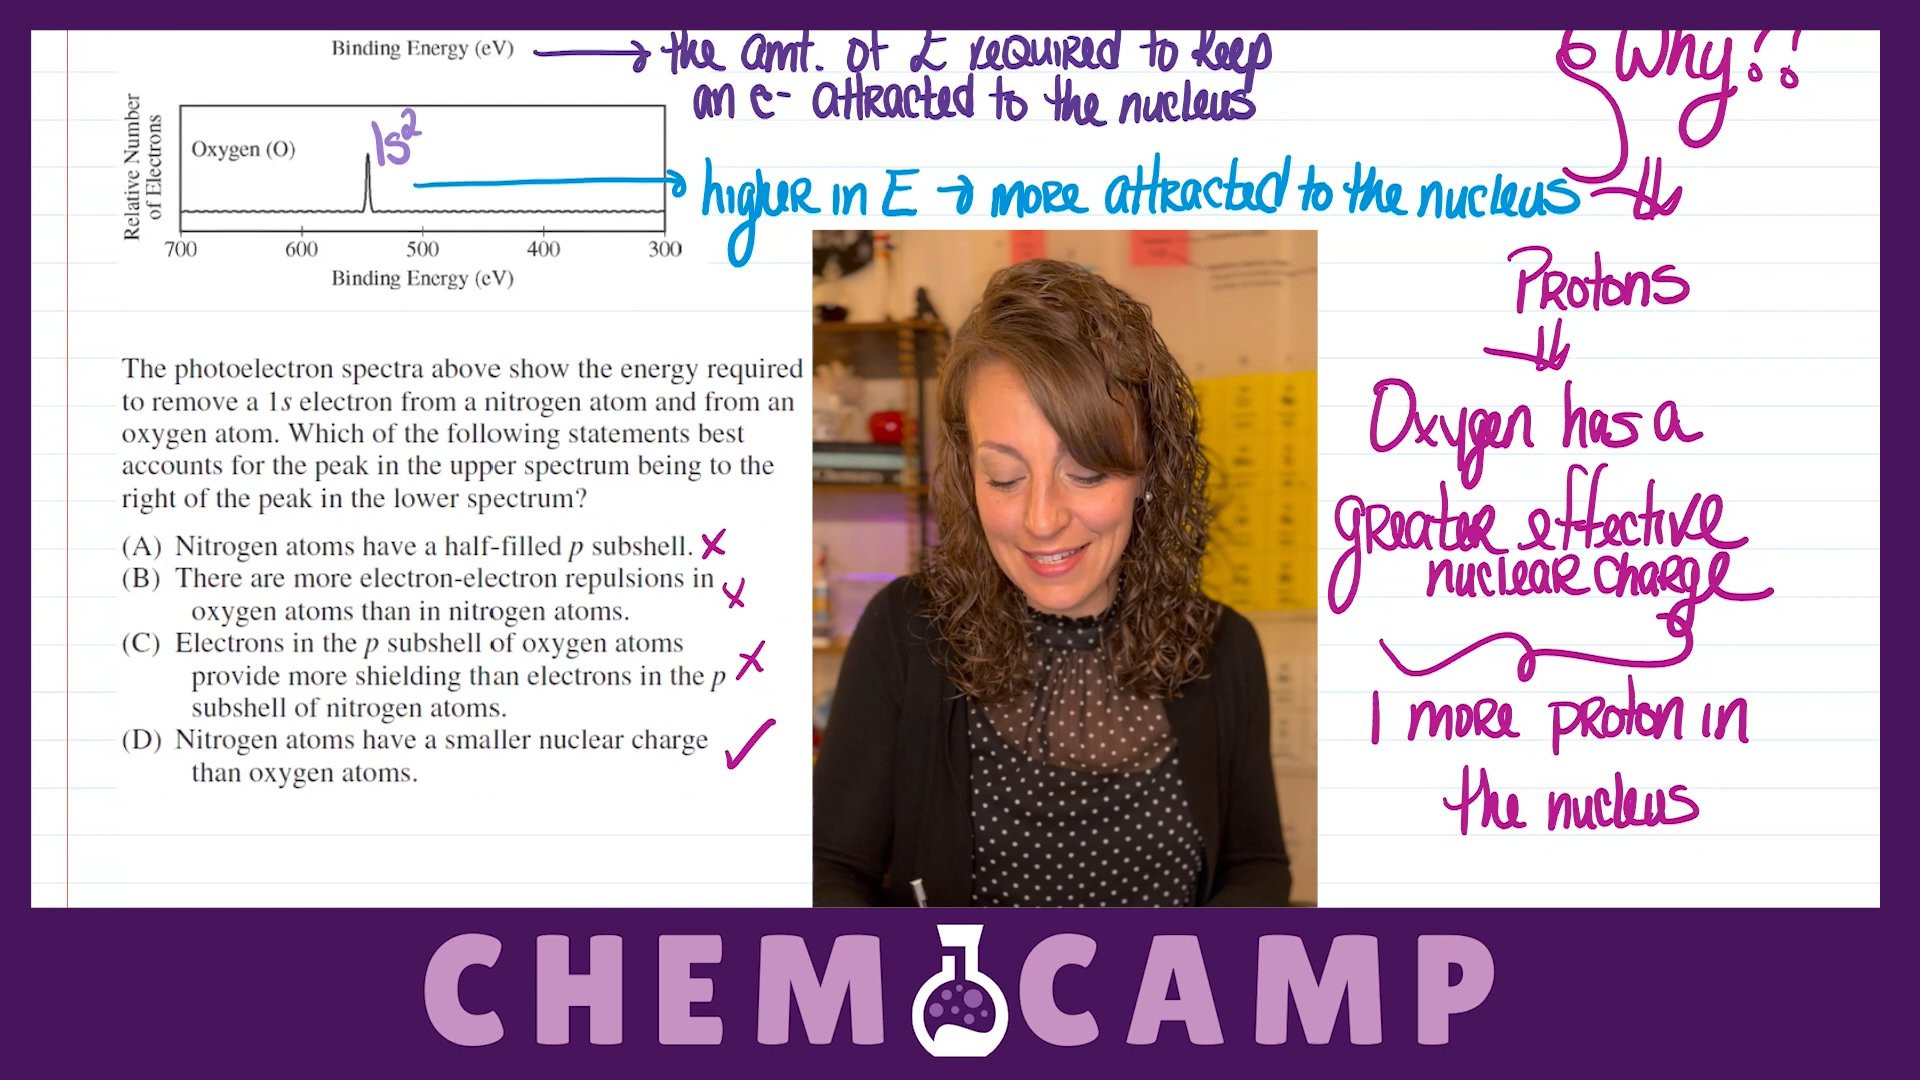 Binding Energy (eV)
the amt. of E required to keep
an e- attracted to the nucleus
Why??
Relative Number
of Electrons
Oxygen (O)
1s²
higher in E → more attracted to the nucleus
700 600 500 400 300
Binding Energy (eV)
Protons
The photoelectron spectra above show the energy required
to remove a 1s electron from a nitrogen atom and from an
oxygen atom. Which of the following statements best
accounts for the peak in the upper spectrum being to the
right of the peak in the lower spectrum?
(A) Nitrogen atoms have a half-filled p subshell.
(B) There are more electron-electron repulsions in
oxygen atoms than in nitrogen atoms.
(C) Electrons in the p subshell of oxygen atoms
provide more shielding than electrons in the p
subshell of nitrogen atoms.
(D) Nitrogen atoms have a smaller nuclear charge
than oxygen atoms.
Oxygen has a
greater effective
nuclear charge
1 more proton in
the nucleus
CHEM CAMP